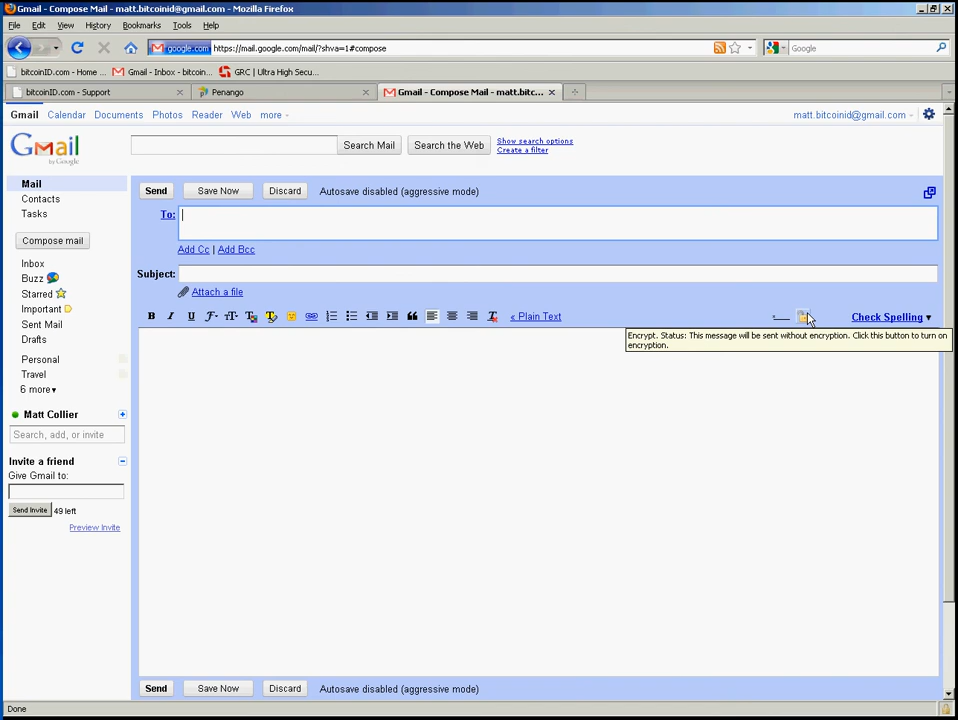 Gmail - Compose Mail - matt.bitcoinid@gmail.com - Mozilla Firefox
File Edit View History Bookmarks Tools Help
google.com https://mail.google.com/mail/?shva=1#compose Google
bitcoinID.com - Home ... Gmail - Inbox - bitcoin... GRC | Ultra High Secu...
bitcoinID.com - Support Penango Gmail - Compose Mail - matt.bitc...
Gmail Calendar Documents Photos Reader Web more matt.bitcoinid@gmail.com
Gmail by Google
Search Mail Search the Web Show search options
Create a filter
Mail
Contacts
Tasks
Compose mail
Inbox
Buzz
Starred
Important
Sent Mail
Drafts
Personal
Travel
6 more▾
Matt Collier
Search, add, or invite
Invite a friend
Give Gmail to:
Send Invite 49 left
Preview Invite
Send Save Now Discard Autosave disabled (aggressive mode)
To:
Add Cc | Add Bcc
Subject:
Attach a file
B I U « Plain Text Check Spelling ▾
Encrypt. Status: This message will be sent without encryption. Click this button to turn on
encryption.
Send Save Now Discard Autosave disabled (aggressive mode)
Done